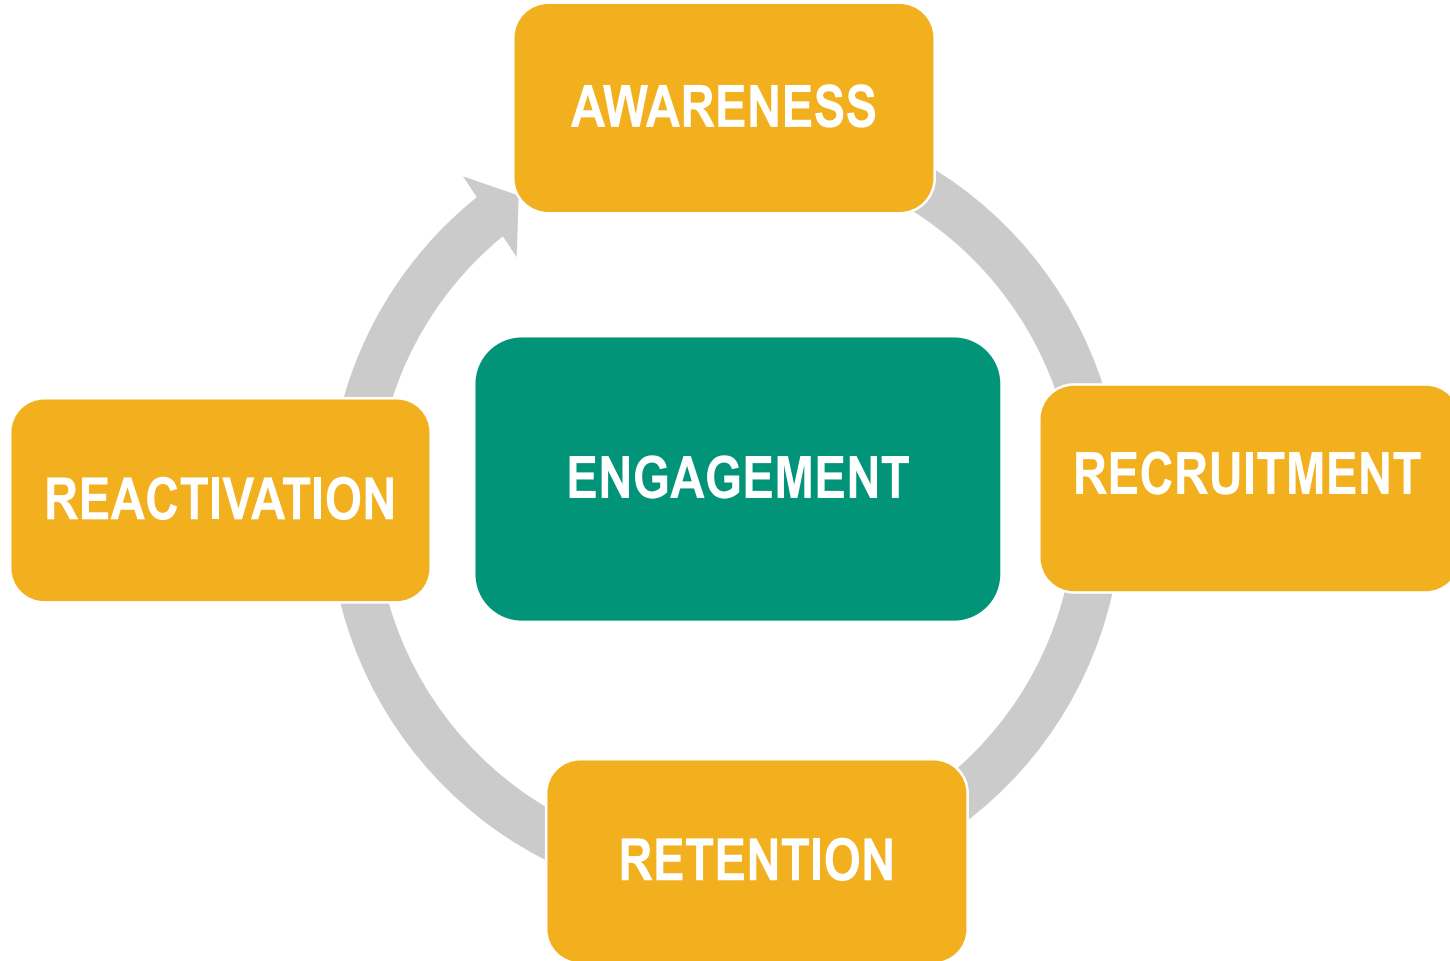 AWARENESS
REACTIVATION
ENGAGEMENT
RECRUITMENT
RETENTION